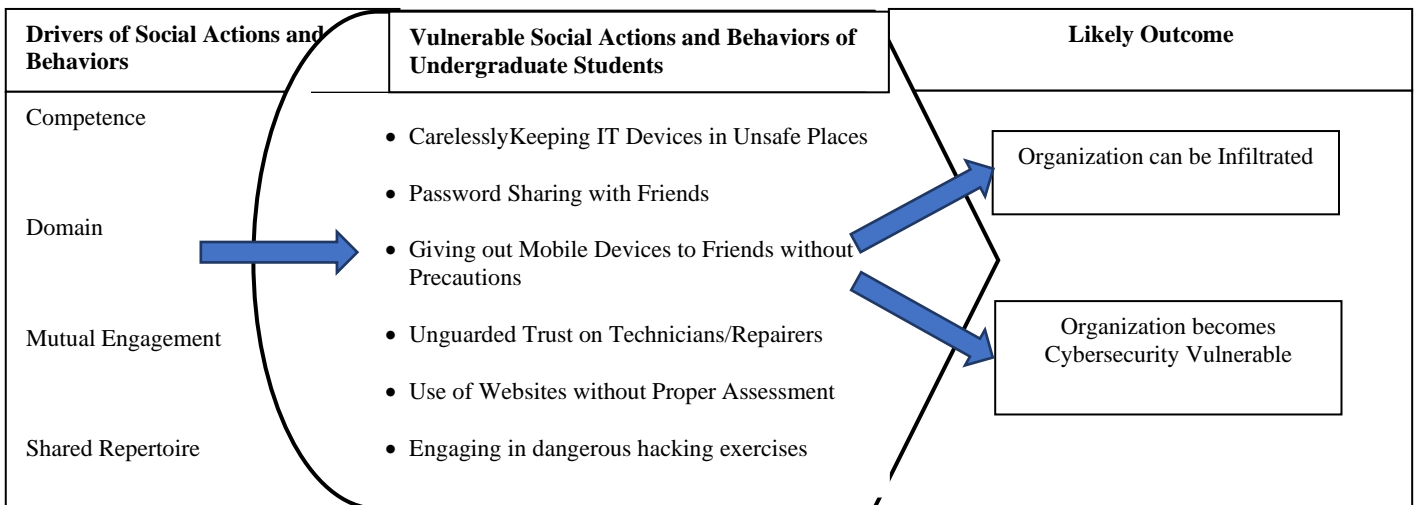 Drivers of Social Actions and
Behaviors
Vulnerable Social Actions and Behaviors of
Undergraduate Students
Likely Outcome
Competence
Domain
Mutual Engagement
Shared Repertoire
• CarelesslyKeeping IT Devices in Unsafe Places
• Password Sharing with Friends
• Giving out Mobile Devices to Friends without
Precautions
• Unguarded Trust on Technicians/Repairers
• Use of Websites without Proper Assessment
• Engaging in dangerous hacking exercises
Organization can be Infiltrated
Organization becomes
Cybersecurity Vulnerable